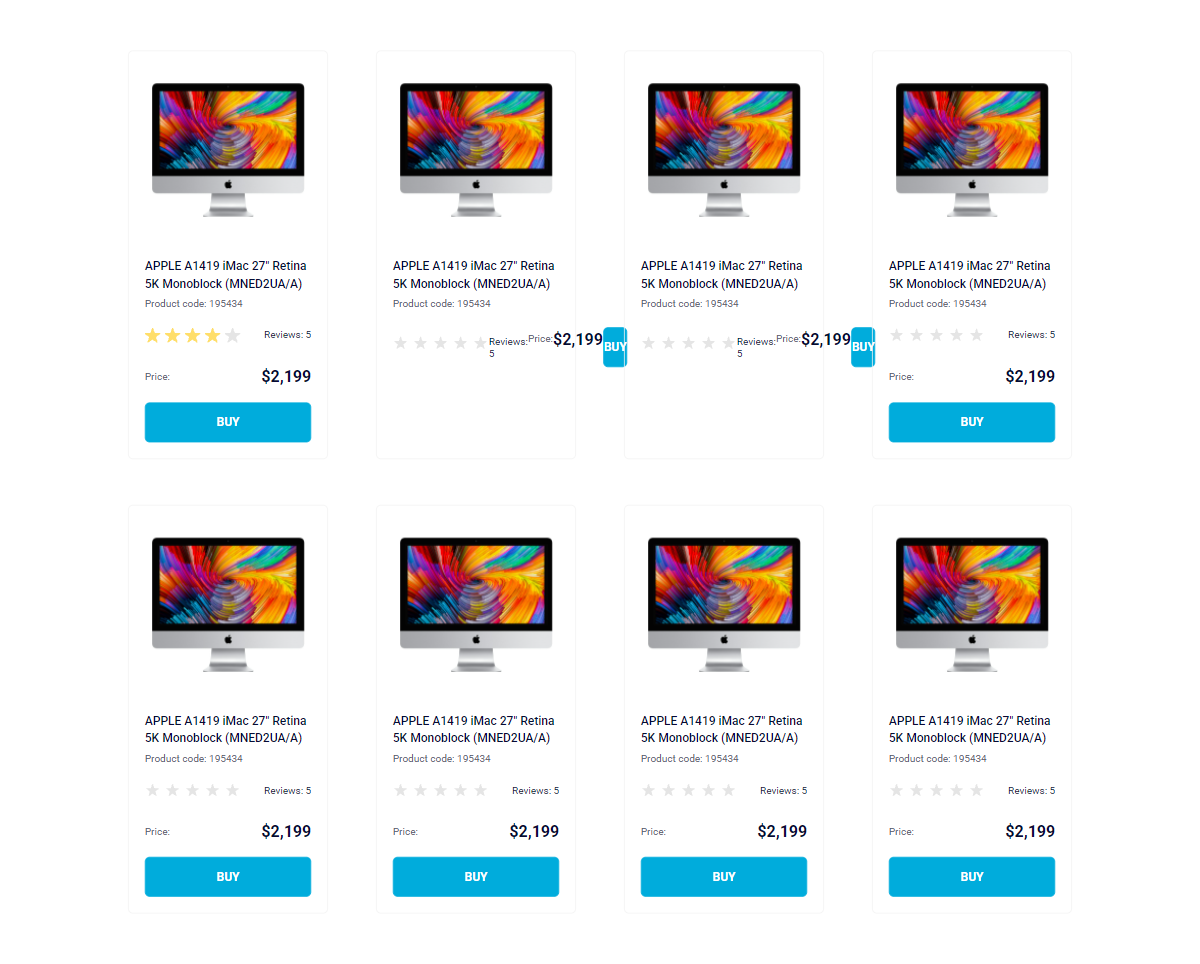 APPLE A1419 iMac 27" Retina
5K Monoblock (MNED2UA/A)
Product code: 195434
Reviews: 5
Price: $2,199
BUY
APPLE A1419 iMac 27" Retina
5K Monoblock (MNED2UA/A)
Product code: 195434
Reviews:
5
Price: $2,199
BUY
APPLE A1419 iMac 27" Retina
5K Monoblock (MNED2UA/A)
Product code: 195434
Reviews:
5
Price: $2,199
BUY
APPLE A1419 iMac 27" Retina
5K Monoblock (MNED2UA/A)
Product code: 195434
Reviews: 5
Price: $2,199
BUY
APPLE A1419 iMac 27" Retina
5K Monoblock (MNED2UA/A)
Product code: 195434
Reviews: 5
Price: $2,199
BUY
APPLE A1419 iMac 27" Retina
5K Monoblock (MNED2UA/A)
Product code: 195434
Reviews: 5
Price: $2,199
BUY
APPLE A1419 iMac 27" Retina
5K Monoblock (MNED2UA/A)
Product code: 195434
Reviews: 5
Price: $2,199
BUY
APPLE A1419 iMac 27" Retina
5K Monoblock (MNED2UA/A)
Product code: 195434
Reviews: 5
Price: $2,199
BUY